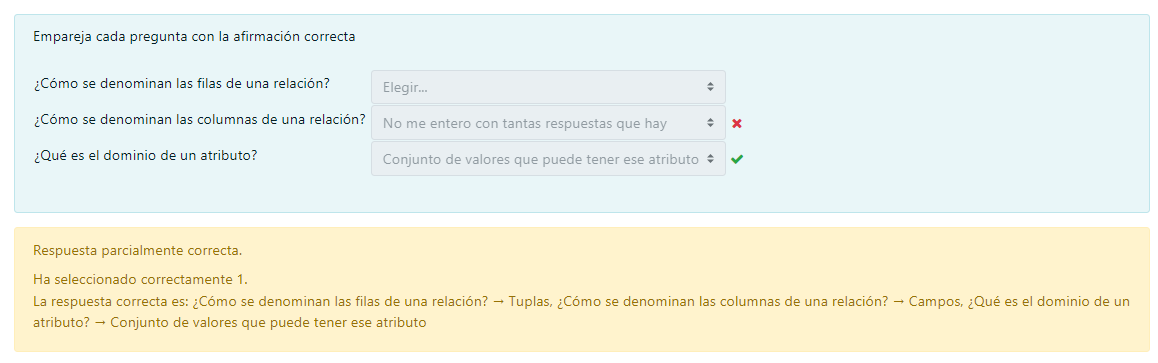 Empareja cada pregunta con la afirmación correcta
¿Cómo se denominan las filas de una relación?
Elegir...
¿Cómo se denominan las columnas de una relación?
No me entero con tantas respuestas que hay
¿Qué es el dominio de un atributo?
Conjunto de valores que puede tener ese atributo
Respuesta parcialmente correcta.
Ha seleccionado correctamente 1.
La respuesta correcta es: ¿Cómo se denominan las filas de una relación? → Tuplas, ¿Cómo se denominan las columnas de una relación? → Campos, ¿Qué es el dominio de un
atributo? → Conjunto de valores que puede tener ese atributo